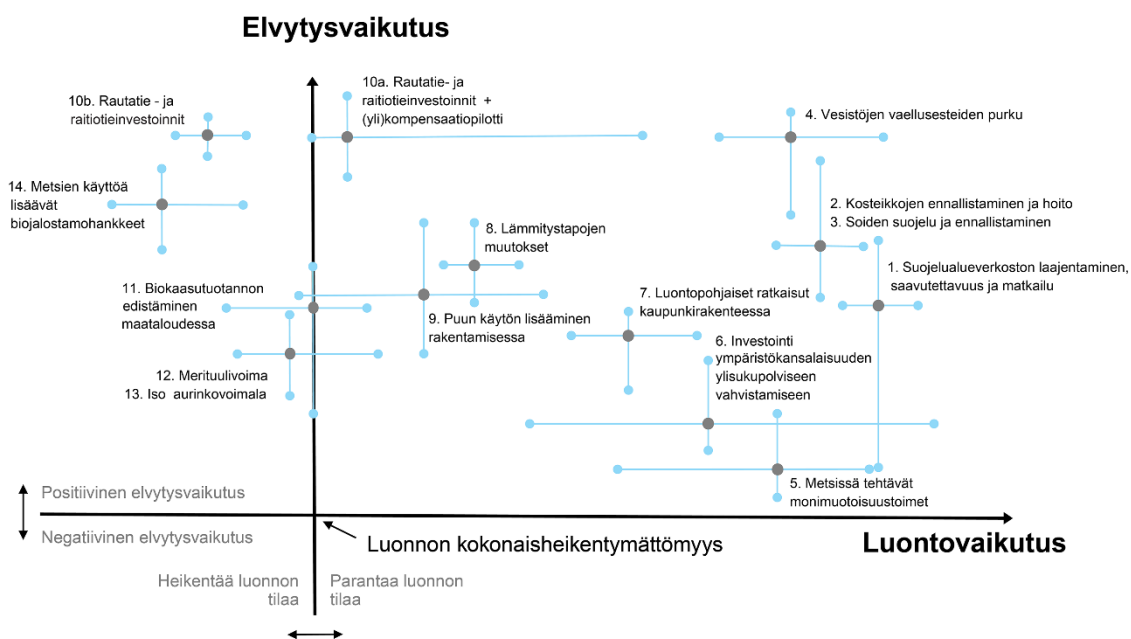 Elvytysvaikutus
10b. Rautatie - ja
raitiotieinvestoinnit
10a. Rautatie- ja
raitiotieinvestoinnit +
(yli)kompensaatiopilotti
4. Vesistöjen vaellusesteiden purku
14. Metsien käyttöä
lisäävät
biojalostamohankkeet
2. Kosteikkojen ennallistaminen ja hoito
3. Soiden suojelu ja ennallistaminen
8. Lämmitystapojen
muutokset
1. Suojelualueverkoston laajentaminen,
saavutettavuus ja matkailu
11. Biokaasutuotannon
edistäminen
maataloudessa
9. Puun käytön lisääminen
rakentamisessa
7. Luontopohjaiset ratkaisut
kaupunkirakenteessa
6. Investointi
ympäristökansalaisuuden
ylisukupolviseen
vahvistamiseen
12. Merituulivoima
13. Iso aurinkovoimala
5. Metsissä tehtävät
monimuotoisuustoimet
Positiivinen elvytysvaikutus
Negatiivinen elvytysvaikutus
Luonnon kokonaisheikentymättömyys
Luontovaikutus
Heikentää luonnon
tilaa
Parantaa luonnon
tilaa